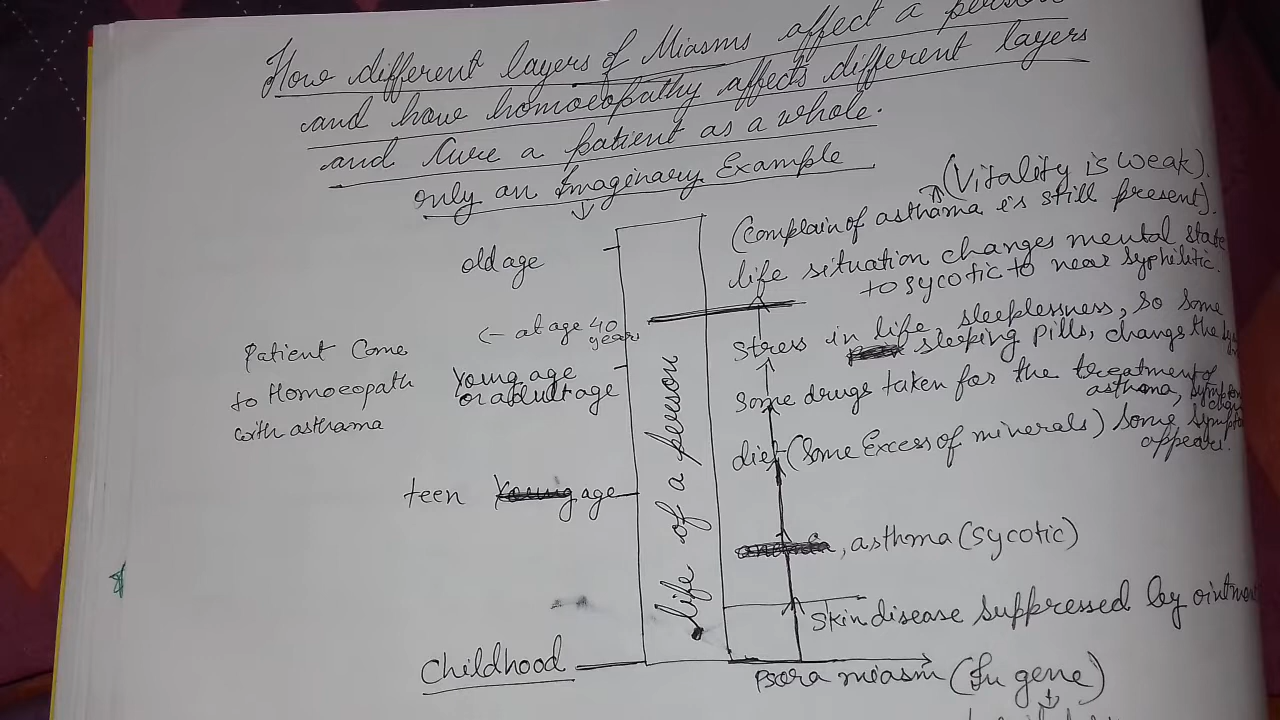 How different layers of Miasms affect a person
and how homoeopathy affects different layers
and Cure a patient as a whole.
only an Imaginary Example
(Vitality is weak).
(Complain of asthama is still present).
old age
life situation changes mental state
to sycotic to near syphilitic.
<- at age 40
year
Stress in life, sleeplessness, so some
sleeping pills, change the
Patient Come
to Homoeopath
with asthama
Young age
or adult age
Some drugs taken for the treatment of
asthma,
diet (Some Excess of minerals) Some
appears.
life of a person
teen age
, asthma (sycotic)
Skin disease suppressed by
Childhood
Psora miasm (In gene)